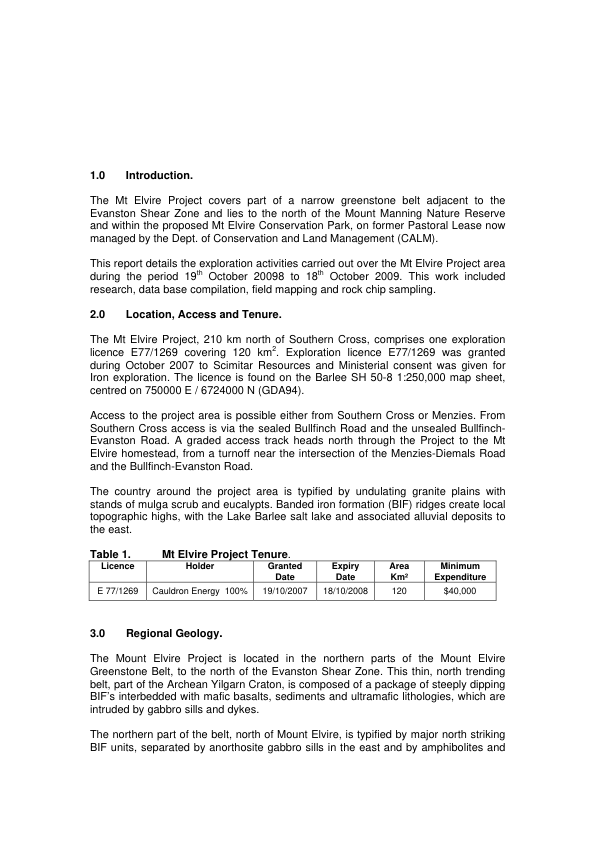 1.0 Introduction.
The Mt Elvire Project covers part of a narrow greenstone belt adjacent to the
Evanston Shear Zone and lies to the north of the Mount Manning Nature Reserve
and within the proposed Mt Elvire Conservation Park, on former Pastoral Lease now
managed by the Dept. of Conservation and Land Management (CALM).
This report details the exploration activities carried out over the Mt Elvire Project area
during the period 19th October 20098 to 18th October 2009. This work included
research, data base compilation, field mapping and rock chip sampling.
2.0 Location, Access and Tenure.
The Mt Elvire Project, 210 km north of Southern Cross, comprises one exploration
licence E77/1269 covering 120 km². Exploration licence E77/1269 was granted
during October 2007 to Scimitar Resources and Ministerial consent was given for
Iron exploration. The licence is found on the Barlee SH 50-8 1:250,000 map sheet,
centred on 750000 E / 6724000 N (GDA94).
Access to the project area is possible either from Southern Cross or Menzies. From
Southern Cross access is via the sealed Bullfinch Road and the unsealed Bullfinch-
Evanston Road. A graded access track heads north through the Project to the Mt
Elvire homestead, from a turnoff near the intersection of the Menzies-Diemals Road
and the Bullfinch-Evanston Road.
The country around the project area is typified by undulating granite plains with
stands of mulga scrub and eucalypts. Banded iron formation (BIF) ridges create local
topographic highs, with the Lake Barlee salt lake and associated alluvial deposits to
the east.
Table 1. Mt Elvire Project Tenure.
Licence Holder Granted Expiry Area Minimum
Date Date Km² Expenditure
E 77/1269 Cauldron Energy 100% 19/10/2007 18/10/2008 120 $40,000
3.0 Regional Geology.
The Mount Elvire Project is located in the northern parts of the Mount Elvire
Greenstone Belt, to the north of the Evanston Shear Zone. This thin, north trending
belt, part of the Archean Yilgarn Craton, is composed of a package of steeply dipping
BIF's interbedded with mafic basalts, sediments and ultramafic lithologies, which are
intruded by gabbro sills and dykes.
The northern part of the belt, north of Mount Elvire, is typified by major north striking
BIF units, separated by anorthosite gabbro sills in the east and by amphibolites and